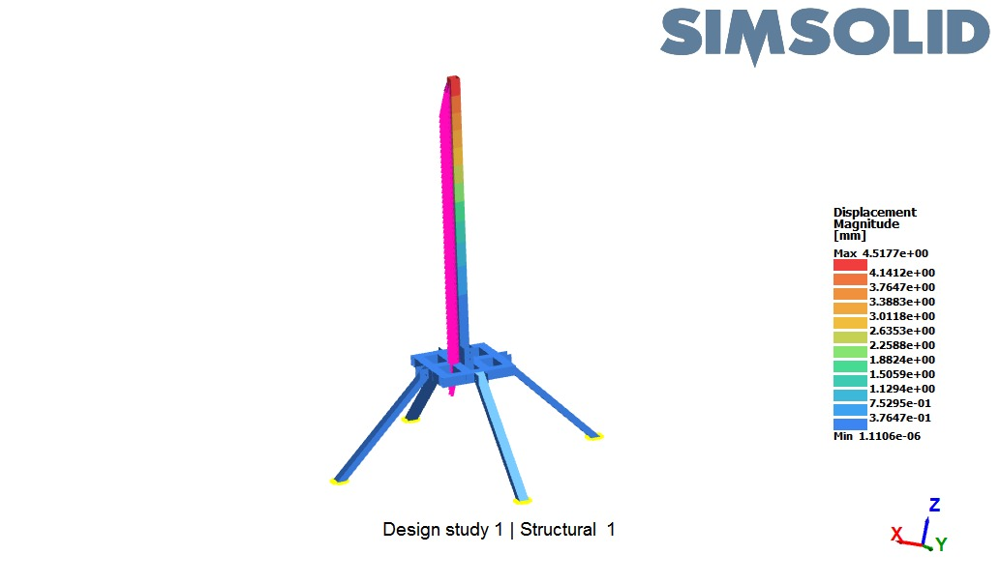 SIMSOLID
Displacement
Magnitude
[mm]
Max 4.5177e+00
4.1412e+00
3.7647e+00
3.3883e+00
3.0118e+00
2.6353e+00
2.2588e+00
1.8824e+00
1.5059e+00
1.1294e+00
7.5295e-01
3.7647e-01
Min 1.1106e-06
Z
X
Y
Design study 1 | Structural 1